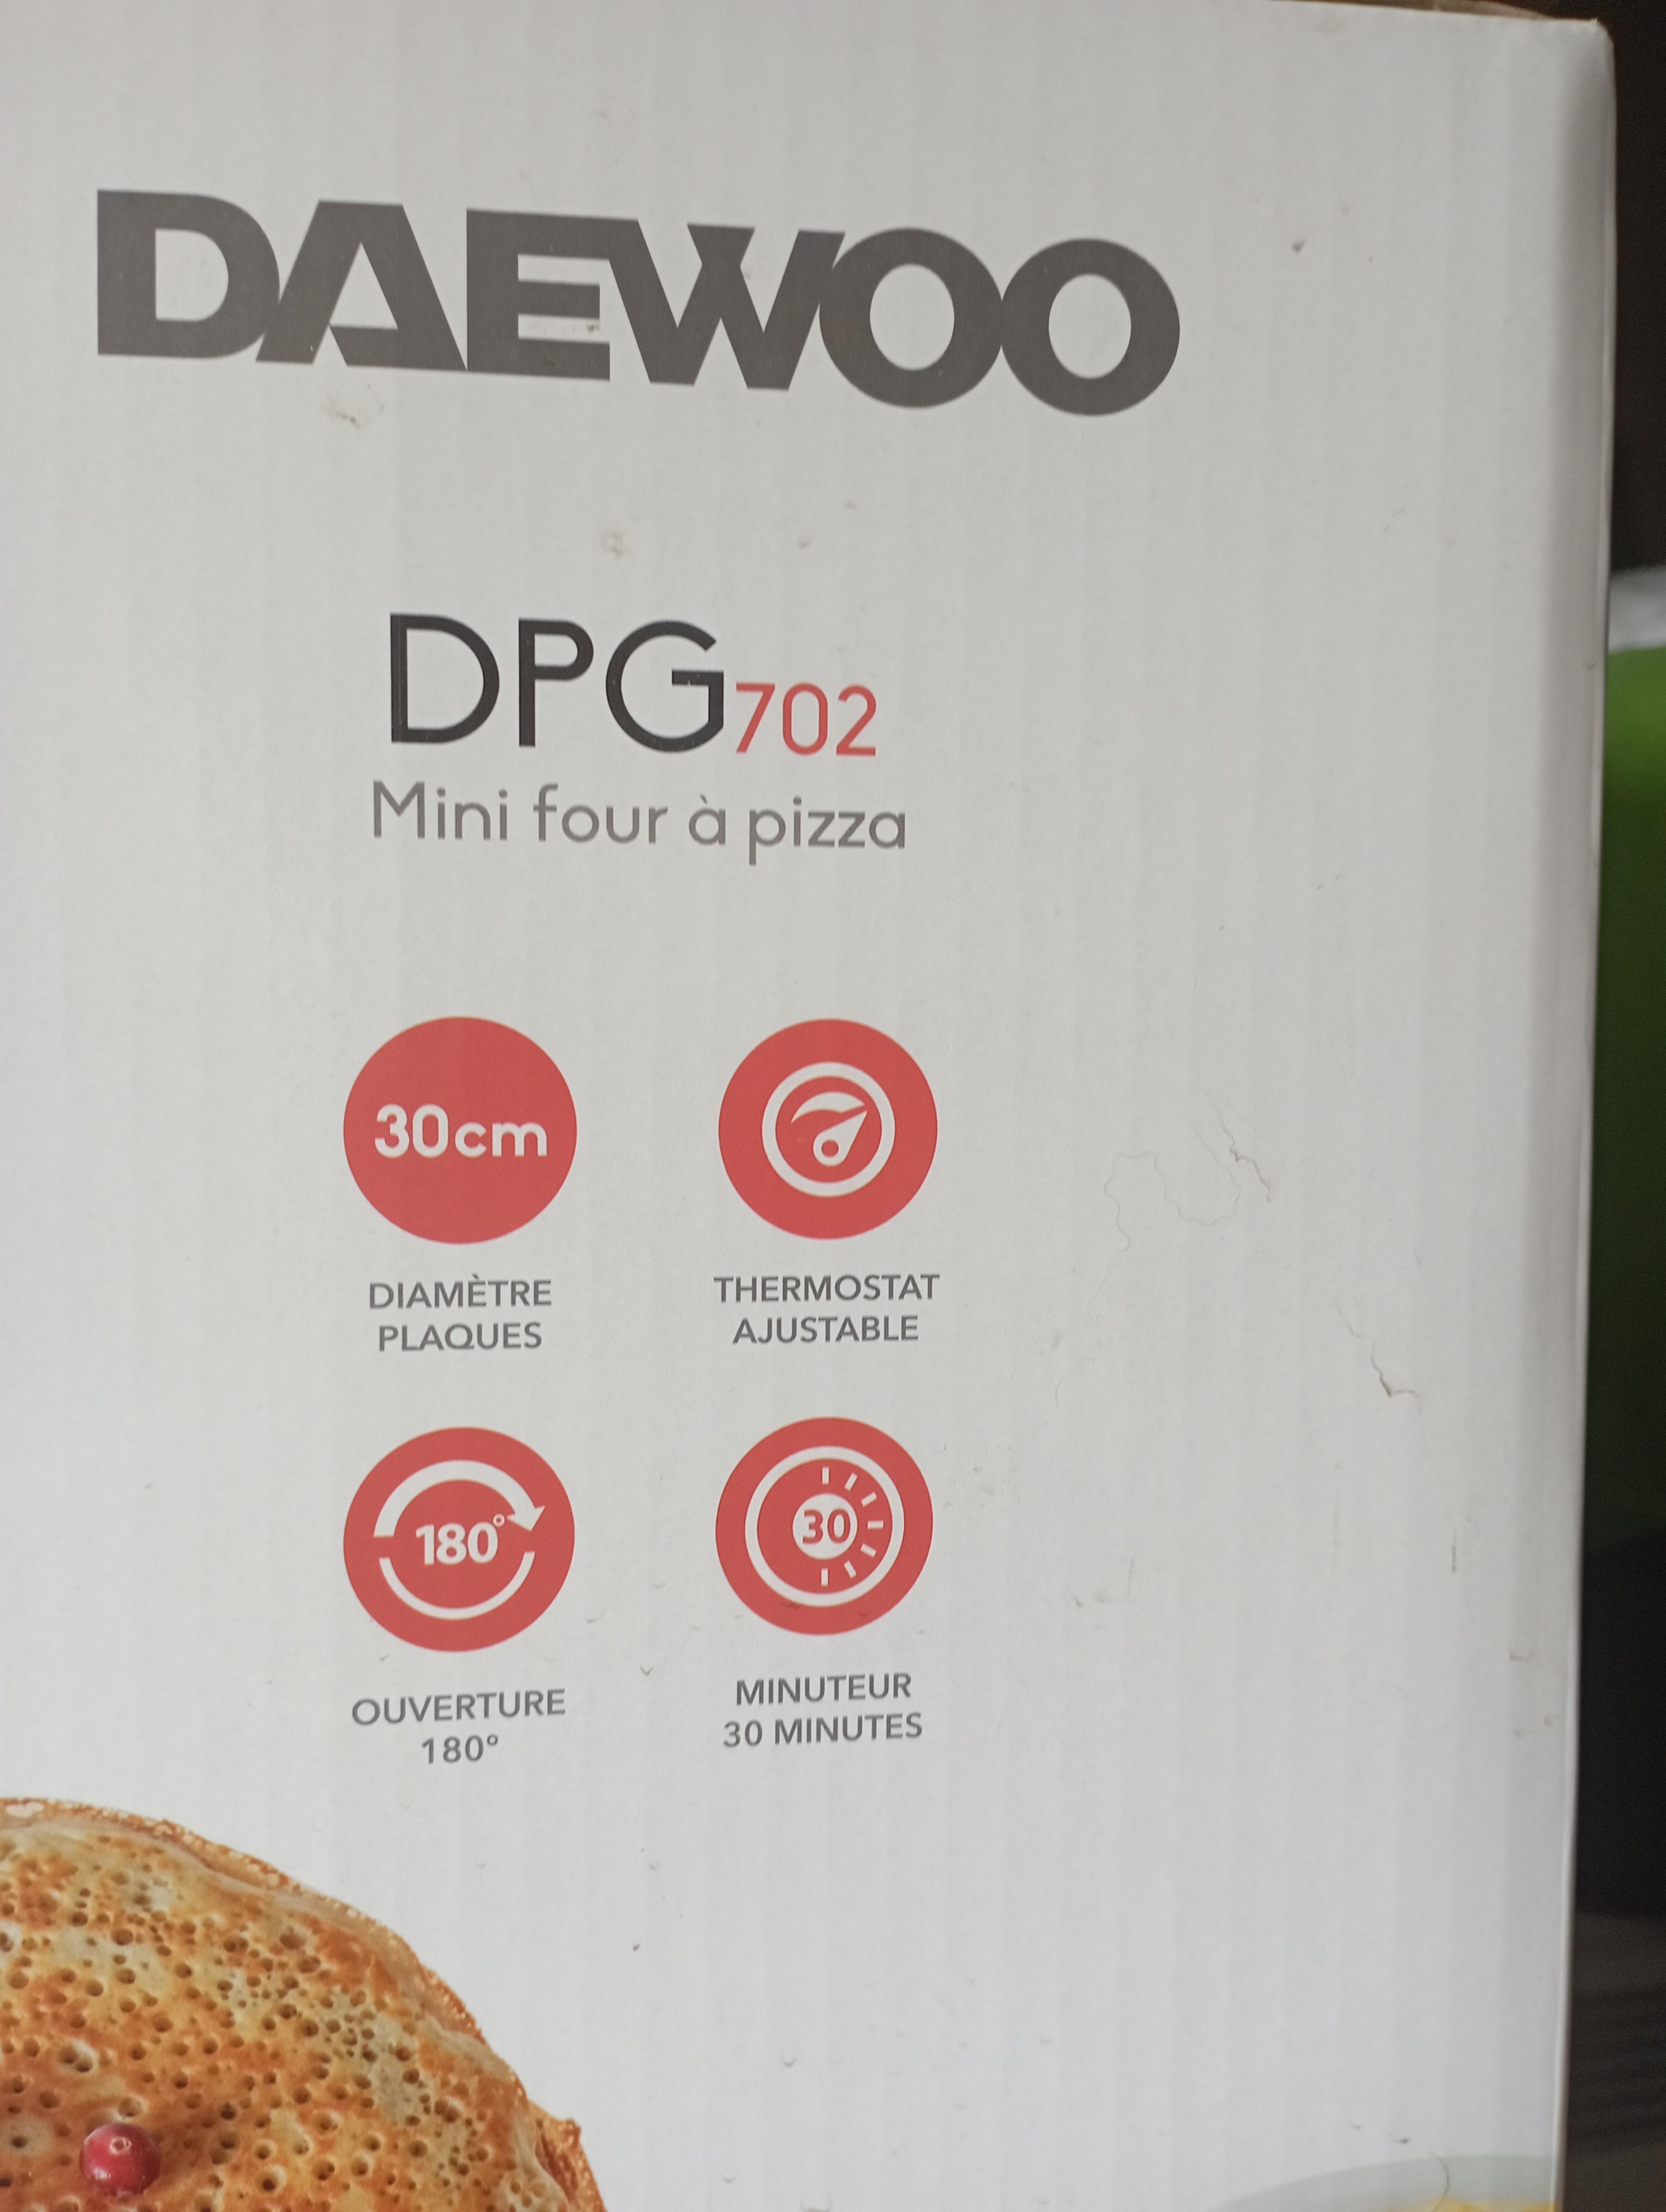 DAEWOO
DPG702
Mini four à pizza
30cm
DIAMÈTRE
PLAQUES
THERMOSTAT
AJUSTABLE
180°
OUVERTURE
180°
30
MINUTEUR
30 MINUTES